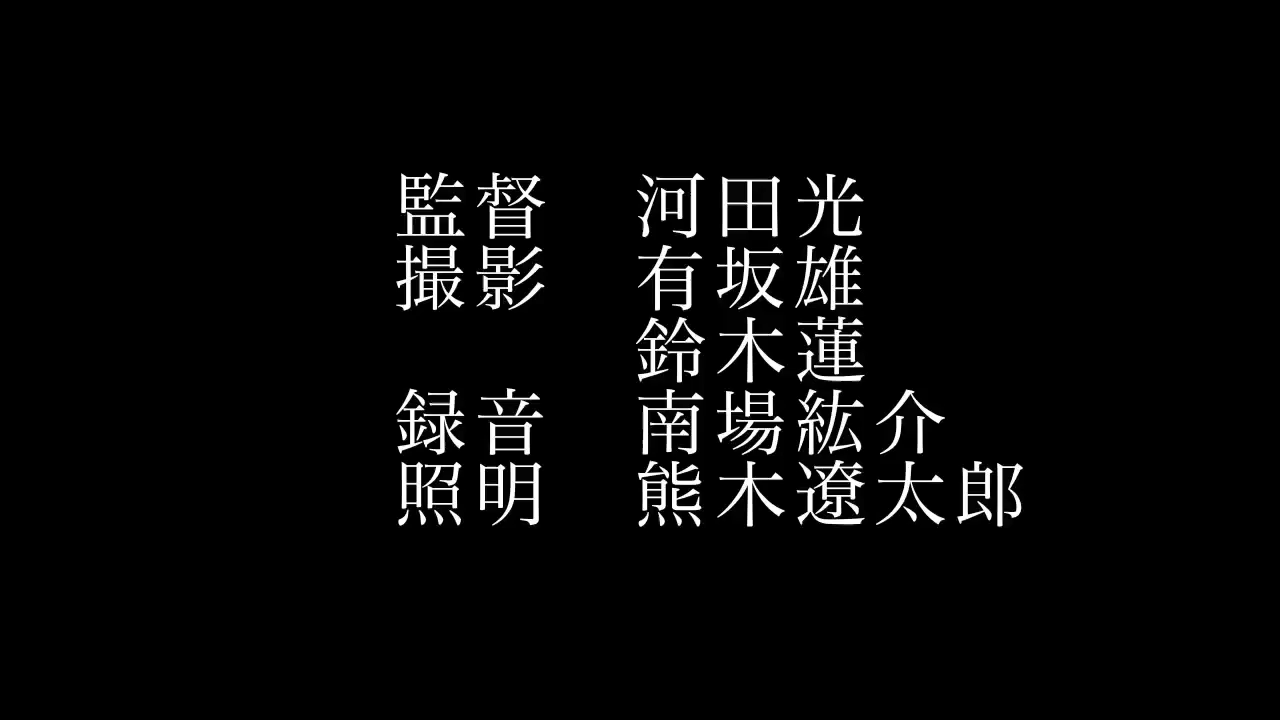 監督　河田光
撮影　有坂雄
鈴木蓮
録音　南場紘介
照明　熊木遼太郎